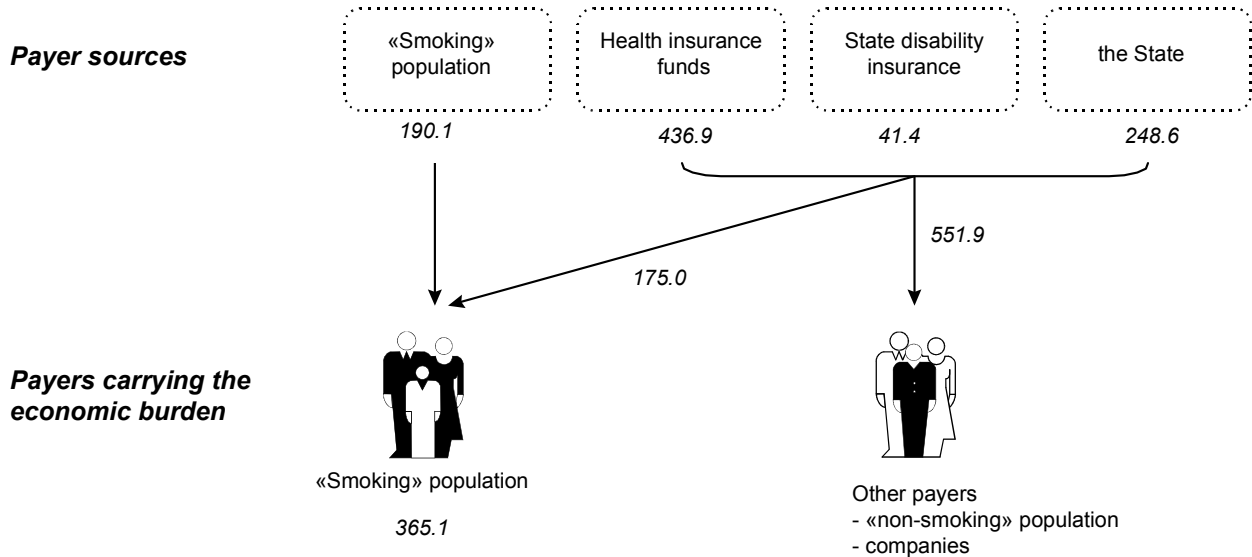 Payer sources
«Smoking»
population
Health insurance
funds
State disability
insurance
the State
190.1
436.9
41.4
248.6
551.9
175.0
Payers carrying the
economic burden
«Smoking» population
365.1
Other payers
- «non-smoking» population
- companies